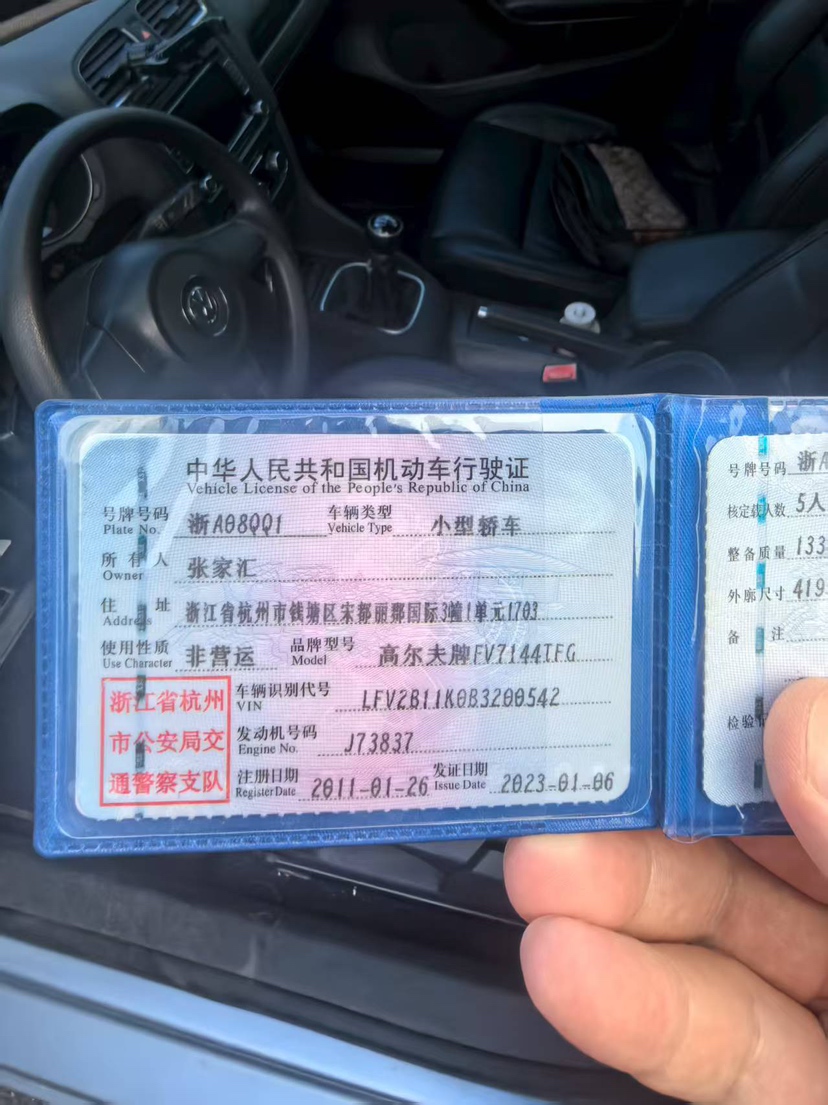 中华人民共和国机动车行驶证
Vehicle License of the People's Republic of China
号牌号码 浙A08QQ1 车辆类型 小型轿车
Plate No. Vehicle Type
所有人 张家汇
Owner
住址 浙江省杭州市钱塘区宋都丽郡国际3幢1单元1703
Address
使用性质 非营运 品牌型号 高尔夫牌FV7144TFG
Use Character Model
浙江省杭州
市公安局交
通警察支队
车辆识别代号 LFV2B11K0B3200542
VIN
发动机号码 J73837
Engine No.
注册日期 2011-01-26 发证日期 2023-01-06
Register Date Issue Date
号牌号码 浙A
核定载人数 5人
整备质量 133
外廓尺寸 419
备注
检验